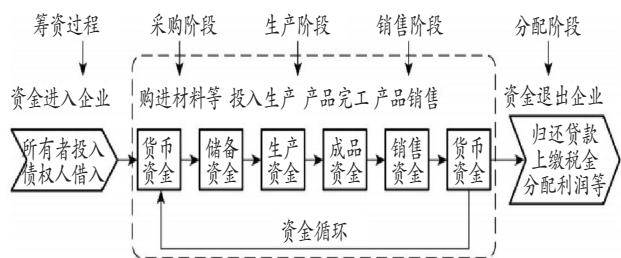 筹资过程 采购阶段 生产阶段 销售阶段 分配阶段
资金进入企业 购进材料等 投入生产 产品完工 产品销售 资金退出企业
所有者投入
债权人借入
货币
资金
储备
资金
生产
资金
成品
资金
销售
资金
货币
资金
归还贷款
上缴税金
分配利润等
资金循环